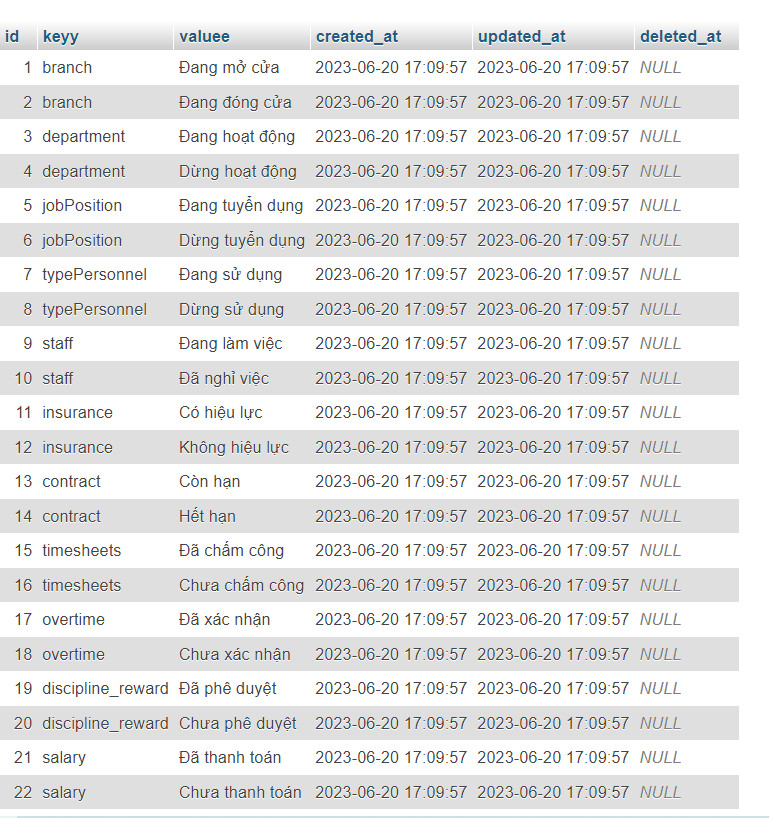 id keyy valuee created_at updated_at deleted_at
1 branch Đang mở cửa 2023-06-20 17:09:57 2023-06-20 17:09:57 NULL
2 branch Đang đóng cửa 2023-06-20 17:09:57 2023-06-20 17:09:57 NULL
3 department Đang hoạt động 2023-06-20 17:09:57 2023-06-20 17:09:57 NULL
4 department Dừng hoạt động 2023-06-20 17:09:57 2023-06-20 17:09:57 NULL
5 jobPosition Đang tuyển dụng 2023-06-20 17:09:57 2023-06-20 17:09:57 NULL
6 jobPosition Dừng tuyển dụng 2023-06-20 17:09:57 2023-06-20 17:09:57 NULL
7 typePersonnel Đang sử dụng 2023-06-20 17:09:57 2023-06-20 17:09:57 NULL
8 typePersonnel Dừng sử dụng 2023-06-20 17:09:57 2023-06-20 17:09:57 NULL
9 staff Đang làm việc 2023-06-20 17:09:57 2023-06-20 17:09:57 NULL
10 staff Đã nghỉ việc 2023-06-20 17:09:57 2023-06-20 17:09:57 NULL
11 insurance Có hiệu lực 2023-06-20 17:09:57 2023-06-20 17:09:57 NULL
12 insurance Không hiệu lực 2023-06-20 17:09:57 2023-06-20 17:09:57 NULL
13 contract Còn hạn 2023-06-20 17:09:57 2023-06-20 17:09:57 NULL
14 contract Hết hạn 2023-06-20 17:09:57 2023-06-20 17:09:57 NULL
15 timesheets Đã chấm công 2023-06-20 17:09:57 2023-06-20 17:09:57 NULL
16 timesheets Chưa chấm công 2023-06-20 17:09:57 2023-06-20 17:09:57 NULL
17 overtime Đã xác nhận 2023-06-20 17:09:57 2023-06-20 17:09:57 NULL
18 overtime Chưa xác nhận 2023-06-20 17:09:57 2023-06-20 17:09:57 NULL
19 discipline_reward Đã phê duyệt 2023-06-20 17:09:57 2023-06-20 17:09:57 NULL
20 discipline_reward Chưa phê duyệt 2023-06-20 17:09:57 2023-06-20 17:09:57 NULL
21 salary Đã thanh toán 2023-06-20 17:09:57 2023-06-20 17:09:57 NULL
22 salary Chưa thanh toán 2023-06-20 17:09:57 2023-06-20 17:09:57 NULL